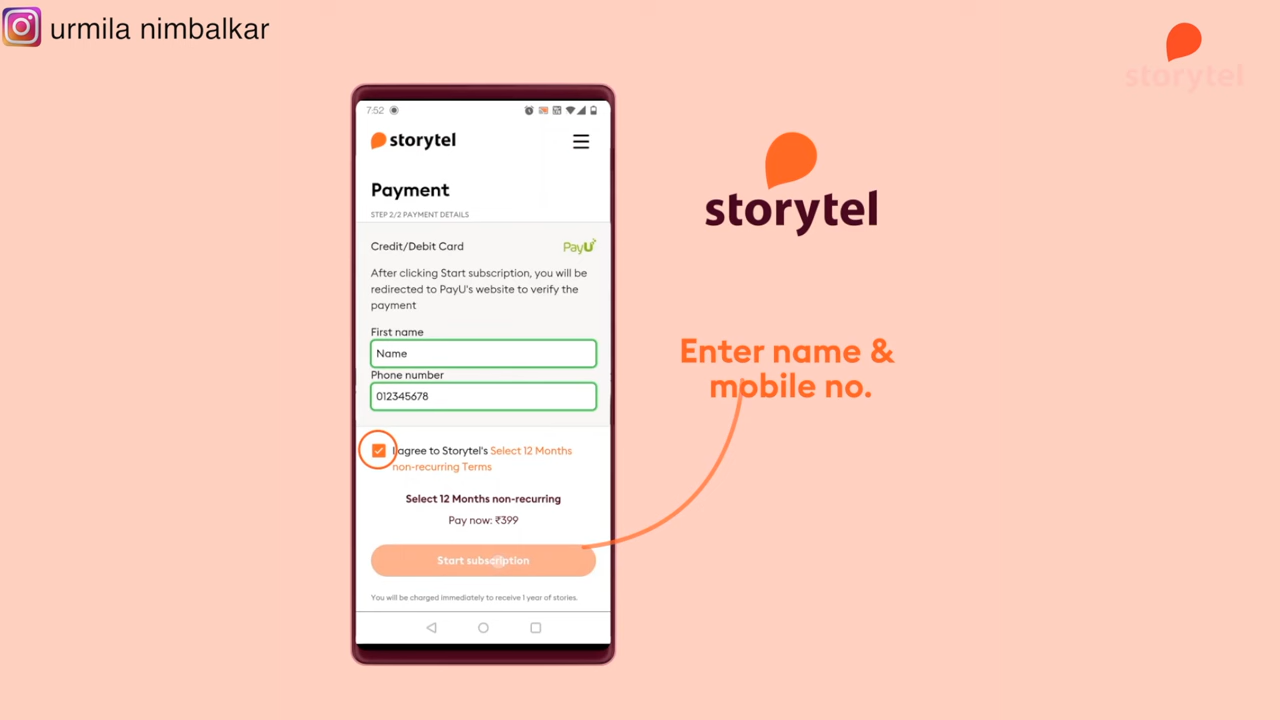 urmila nimbalkar
storytel
7:52
storytel
Payment
STEP 2/2 PAYMENT DETAILS
Credit/Debit Card
PayU
After clicking Start subscription, you will be
redirected to PayU's website to verify the
payment
First name
Name
Phone number
012345678
I agree to Storytel's Select 12 Months
non-recurring Terms
Select 12 Months non-recurring
Pay now: ₹399
Start subscription
You will be charged immediately to receive 1 year of stories.
storytel
Enter name &
mobile no.